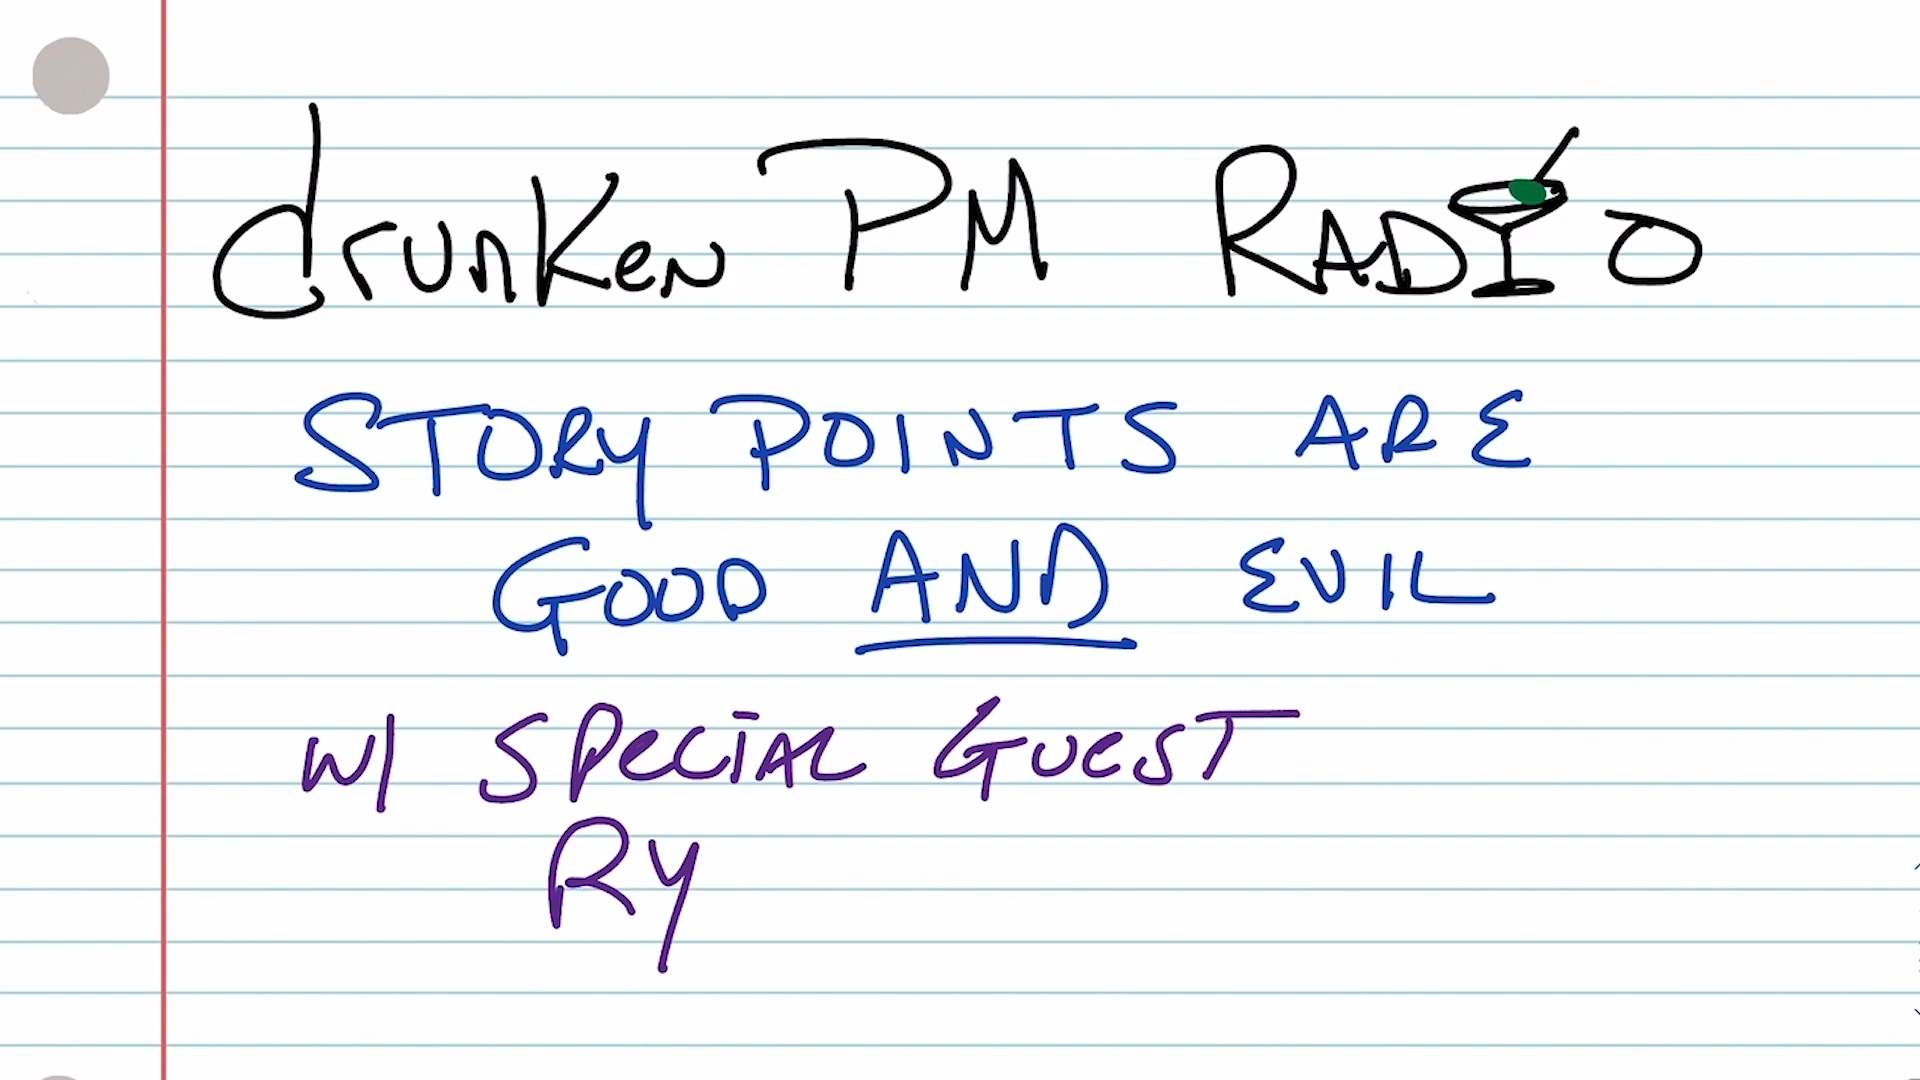 drunken PM RADIO
STORY POINTS ARE
GOOD AND EVIL
w/ SPECIAL GUEST
RY